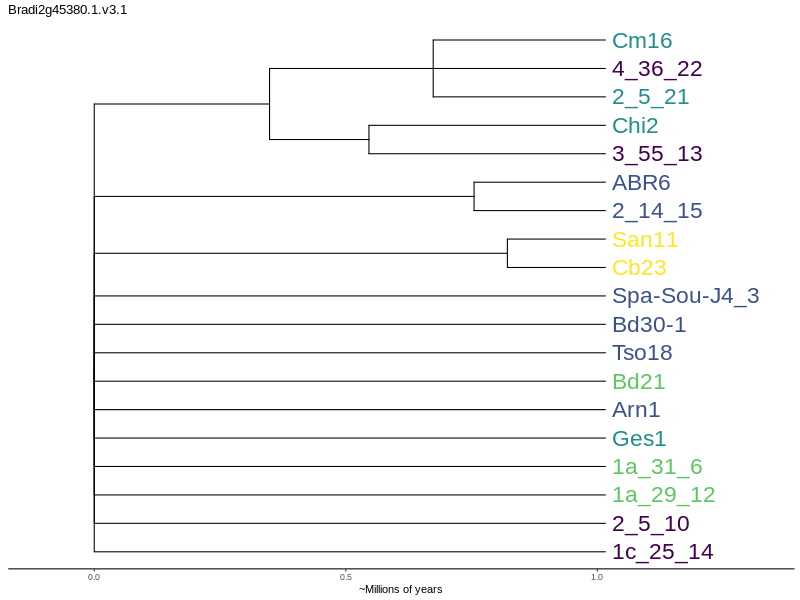 Bradi2g45380.1.v3.1
Cm16
4_36_22
2_5_21
Chi2
3_55_13
ABR6
2_14_15
San11
Cb23
Spa-Sou-J4_3
Bd30-1
Tso18
Bd21
Arn1
Ges1
1a_31_6
1a_29_12
2_5_10
1c_25_14
0.0 0.5 1.0
~Millions of years